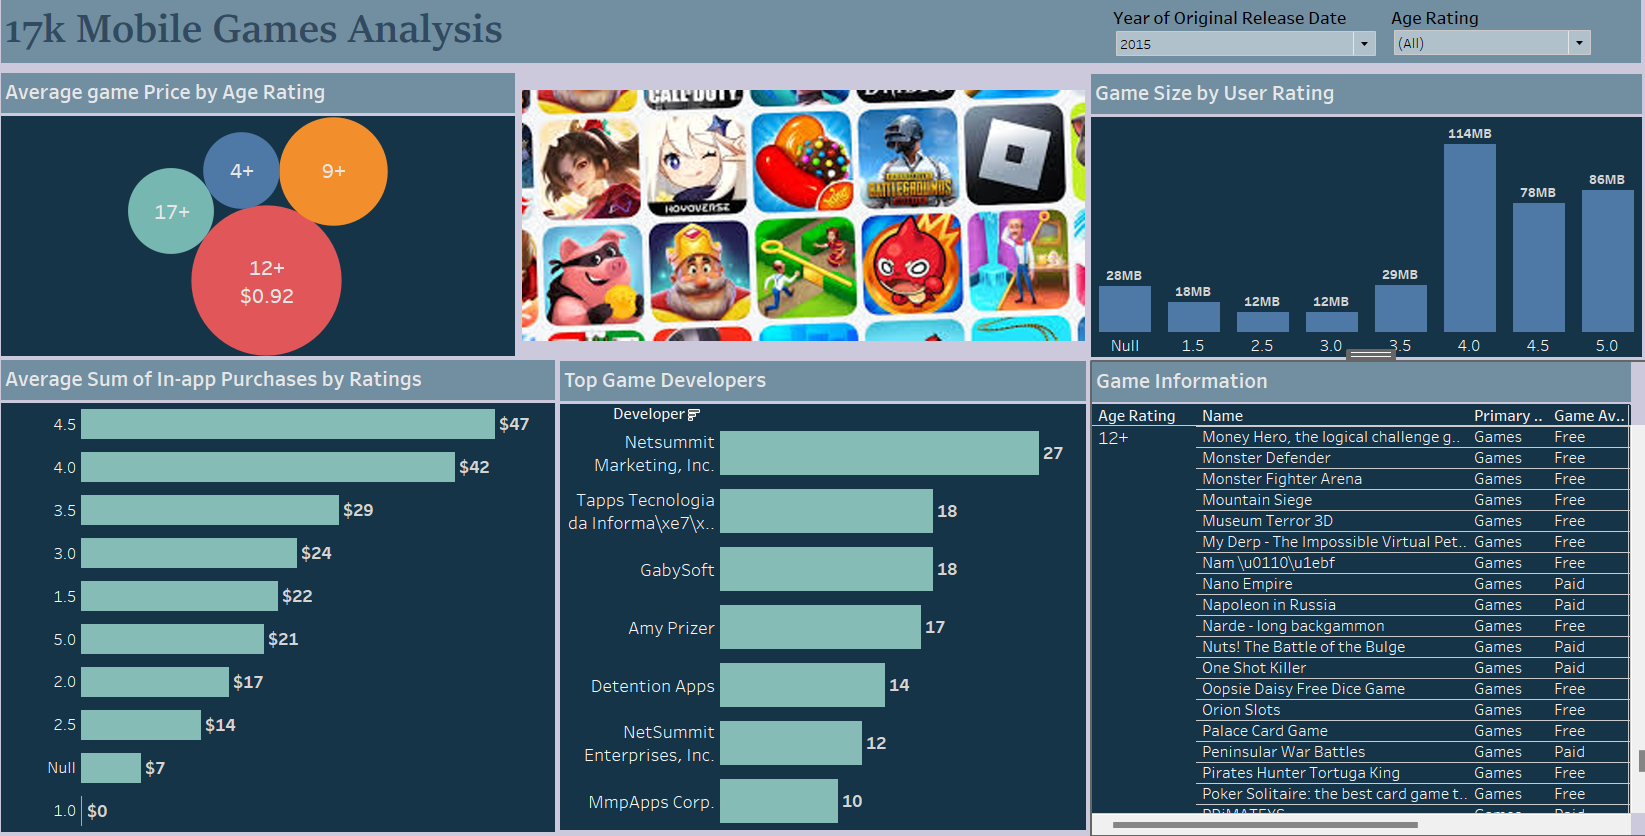 17k Mobile Games Analysis
Year of Original Release Date
2015
Age Rating
(All)
Average game Price by Age Rating
4+
9+
17+
12+
$0.92
CALL OF DUTY
HOYOVERSE
BATTLEGROUNDS
Game Size by User Rating
114MB
86MB
78MB
28MB
18MB
12MB
12MB
29MB
Null 1.5 2.5 3.0 3.5 4.0 4.5 5.0
Average Sum of In-app Purchases by Ratings
4.5 $47
4.0 $42
3.5 $29
3.0 $24
1.5 $22
5.0 $21
2.0 $17
2.5 $14
Null $7
1.0 $0
Top Game Developers
Developer
Netsummit
Marketing, Inc. 27
Tapps Tecnologia
da Informa\xe7\x.. 18
GabySoft 18
Amy Prizer 17
Detention Apps 14
NetSummit
Enterprises, Inc. 12
MmpApps Corp. 10
Game Information
Age Rating Name Primary .. Game Av..
12+ Money Hero, the logical challenge g.. Games Free
Monster Defender Games Free
Monster Fighter Arena Games Free
Mountain Siege Games Free
Museum Terror 3D Games Free
My Derp - The Impossible Virtual Pet.. Games Free
Nam \u0110\u1ebf Games Free
Nano Empire Games Paid
Napoleon in Russia Games Paid
Narde - long backgammon Games Free
Nuts! The Battle of the Bulge Games Paid
One Shot Killer Games Paid
Oopsie Daisy Free Dice Game Games Free
Orion Slots Games Free
Palace Card Game Games Free
Peninsular War Battles Games Paid
Pirates Hunter Tortuga King Games Free
Poker Solitaire: the best card game t.. Games Free